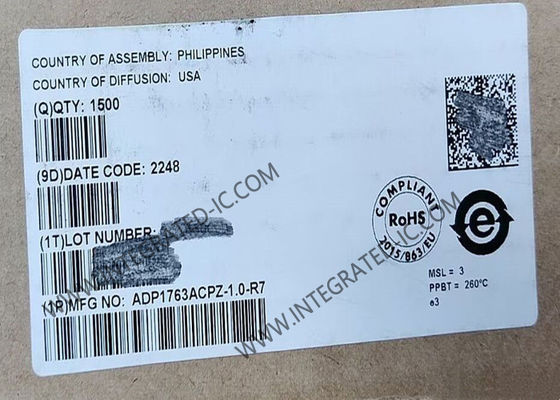 COUNTRY OF ASSEMBLY: PHILIPPINES
COUNTRY OF DIFFUSION: USA
(Q)QTY: 1500
(9D)DATE CODE: 2248
(1T)LOT NUMBER:
MFG NO: ADP1763ACPZ-1.0-R7
COMPLIANT
RoHS
2015/863/EU
e
MSL = 3
PPBT = 260°C
e3
WWW.INTEGRATED-IC.COM
WWW.INTEGRATED-IC.COM